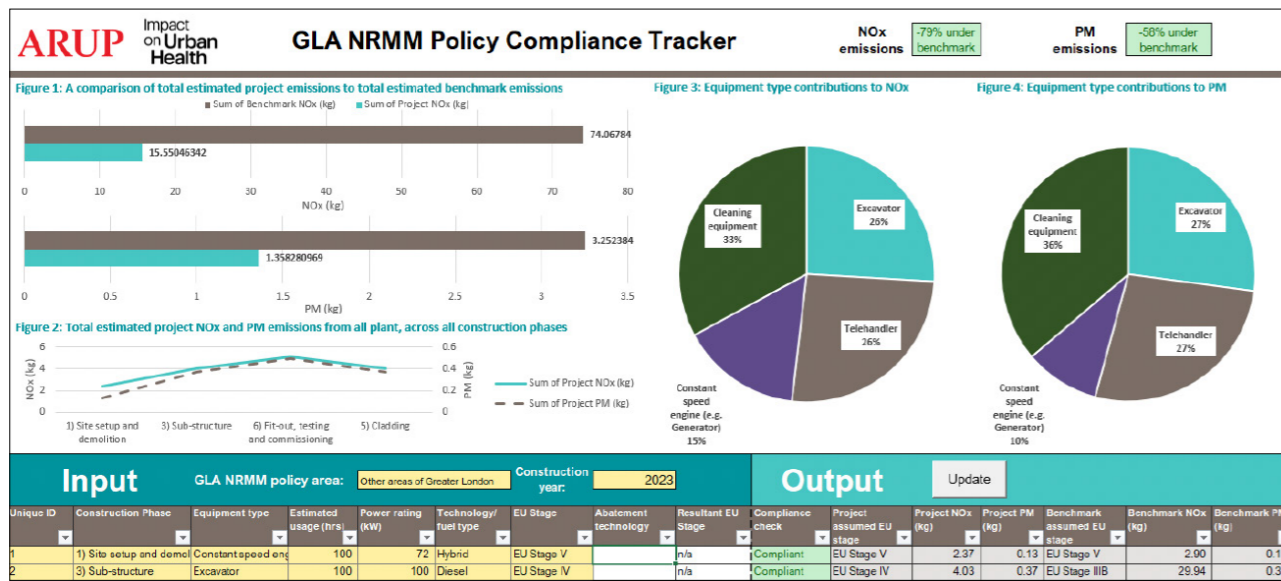 ARUP
Impact
on Urban
Health
GLA NRMM Policy Compliance Tracker
NOx
emissions
-79% under
benchmark
PM
emissions
-58% under
benchmark
Figure 1: A comparison of total estimated project emissions to total estimated benchmark emissions
Sum of Benchmark NOx (kg) Sum of Project NOx (kg)
74.06784
15.55046342
0 10 20 30 40 50 60 70 80
NOx (kg)
3.252384
1.358280969
0 0.5 1 1.5 2 2.5 3 3.5
PM (kg)
Figure 2: Total estimated project NOx and PM emissions from all plant, across all construction phases
NOx (kg)
6
4
2
0
PM (kg)
0.6
0.4
0.2
0
1) Site setup and
demolition
3) Sub-structure
6) Fit-out, testing
and commissioning
5) Cladding
Sum of Project NOx (kg)
Sum of Project PM (kg)
Figure 3: Equipment type contributions to NOx
Cleaning
equipment
33%
Excavator
26%
Telehandler
26%
Constant
speed
engine (e.g.
Generator)
15%
Figure 4: Equipment type contributions to PM
Cleaning
equipment
36%
Excavator
27%
Telehandler
27%
Constant
speed
engine (e.g.
Generator)
10%
Input
GLA NRMM policy area:
Other areas of Greater London
Construction
year:
2023
Output
Update
Unique ID
Construction Phase
Equipment type
Estimated
usage (hrs)
Power rating
(kW)
Technology/
fuel type
EU Stage
Abatement
technology
Resultant EU
Stage
Compliance
check
Project
assumed EU
stage
Project NOx
(kg)
Project PM
(kg)
Benchmark
assumed EU
stage
Benchmark NOx
(kg)
Benchmark
(kg)
1 1) Site setup and demol Constant speed eng 100 72 Hybrid EU Stage V n/a Compliant EU Stage V 2.37 0.13 EU Stage V 2.90 0.1
2 3) Sub-structure Excavator 100 100 Diesel EU Stage IV n/a Compliant EU Stage IV 4.03 0.37 EU Stage IIIB 29.94 0.3